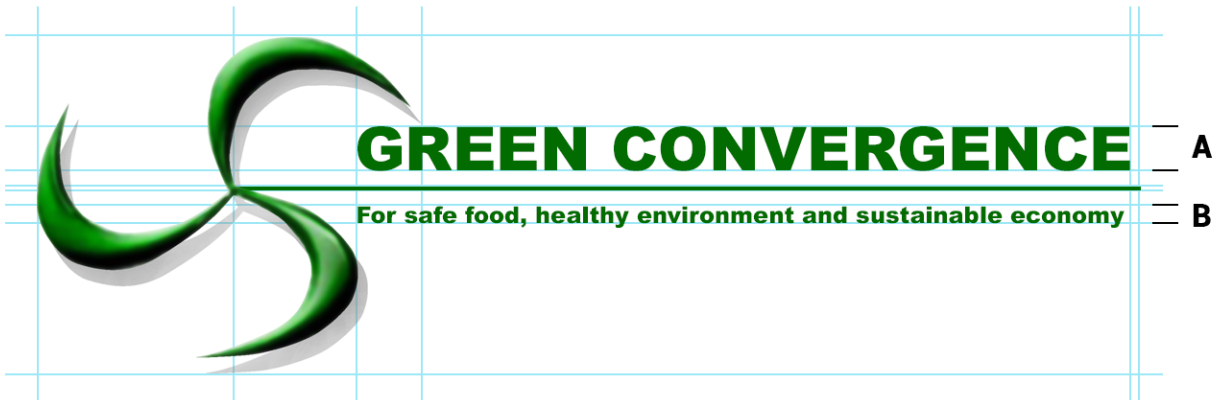 GREEN CONVERGENCE
A
For safe food, healthy environment and sustainable economy
B